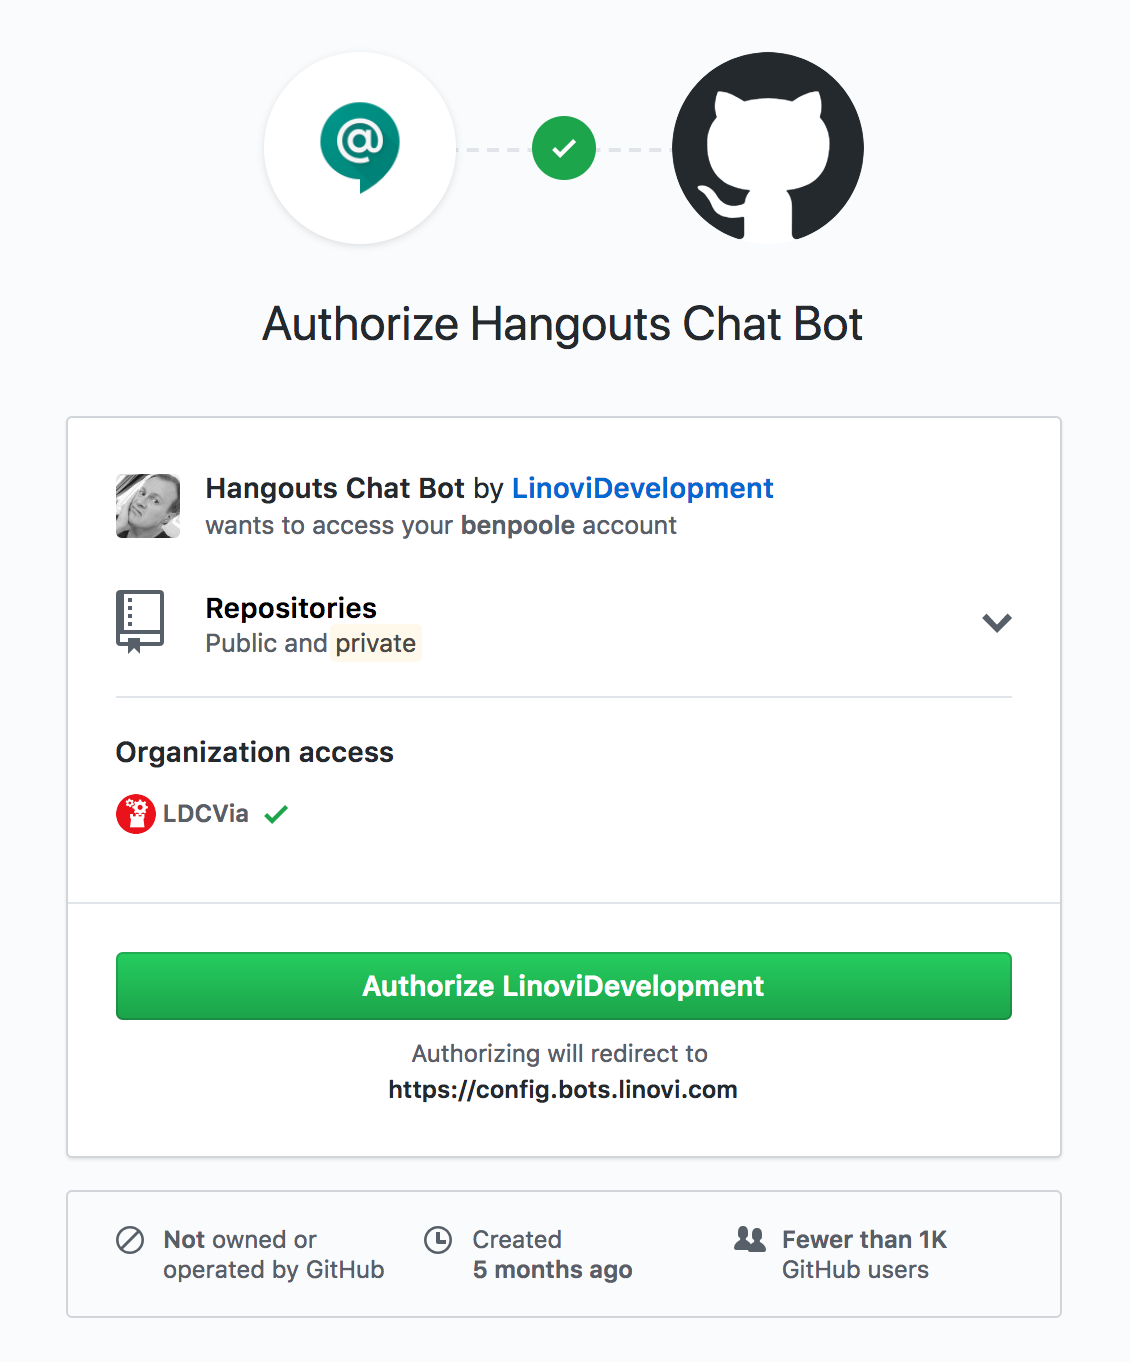 Authorize Hangouts Chat Bot
Hangouts Chat Bot by LinoviDevelopment
wants to access your benpoole account
Repositories
Public and private
Organization access
LDCVia
Authorize LinoviDevelopment
Authorizing will redirect to
https://config.bots.linovi.com
Not owned or
operated by GitHub
Created
5 months ago
Fewer than 1K
GitHub users